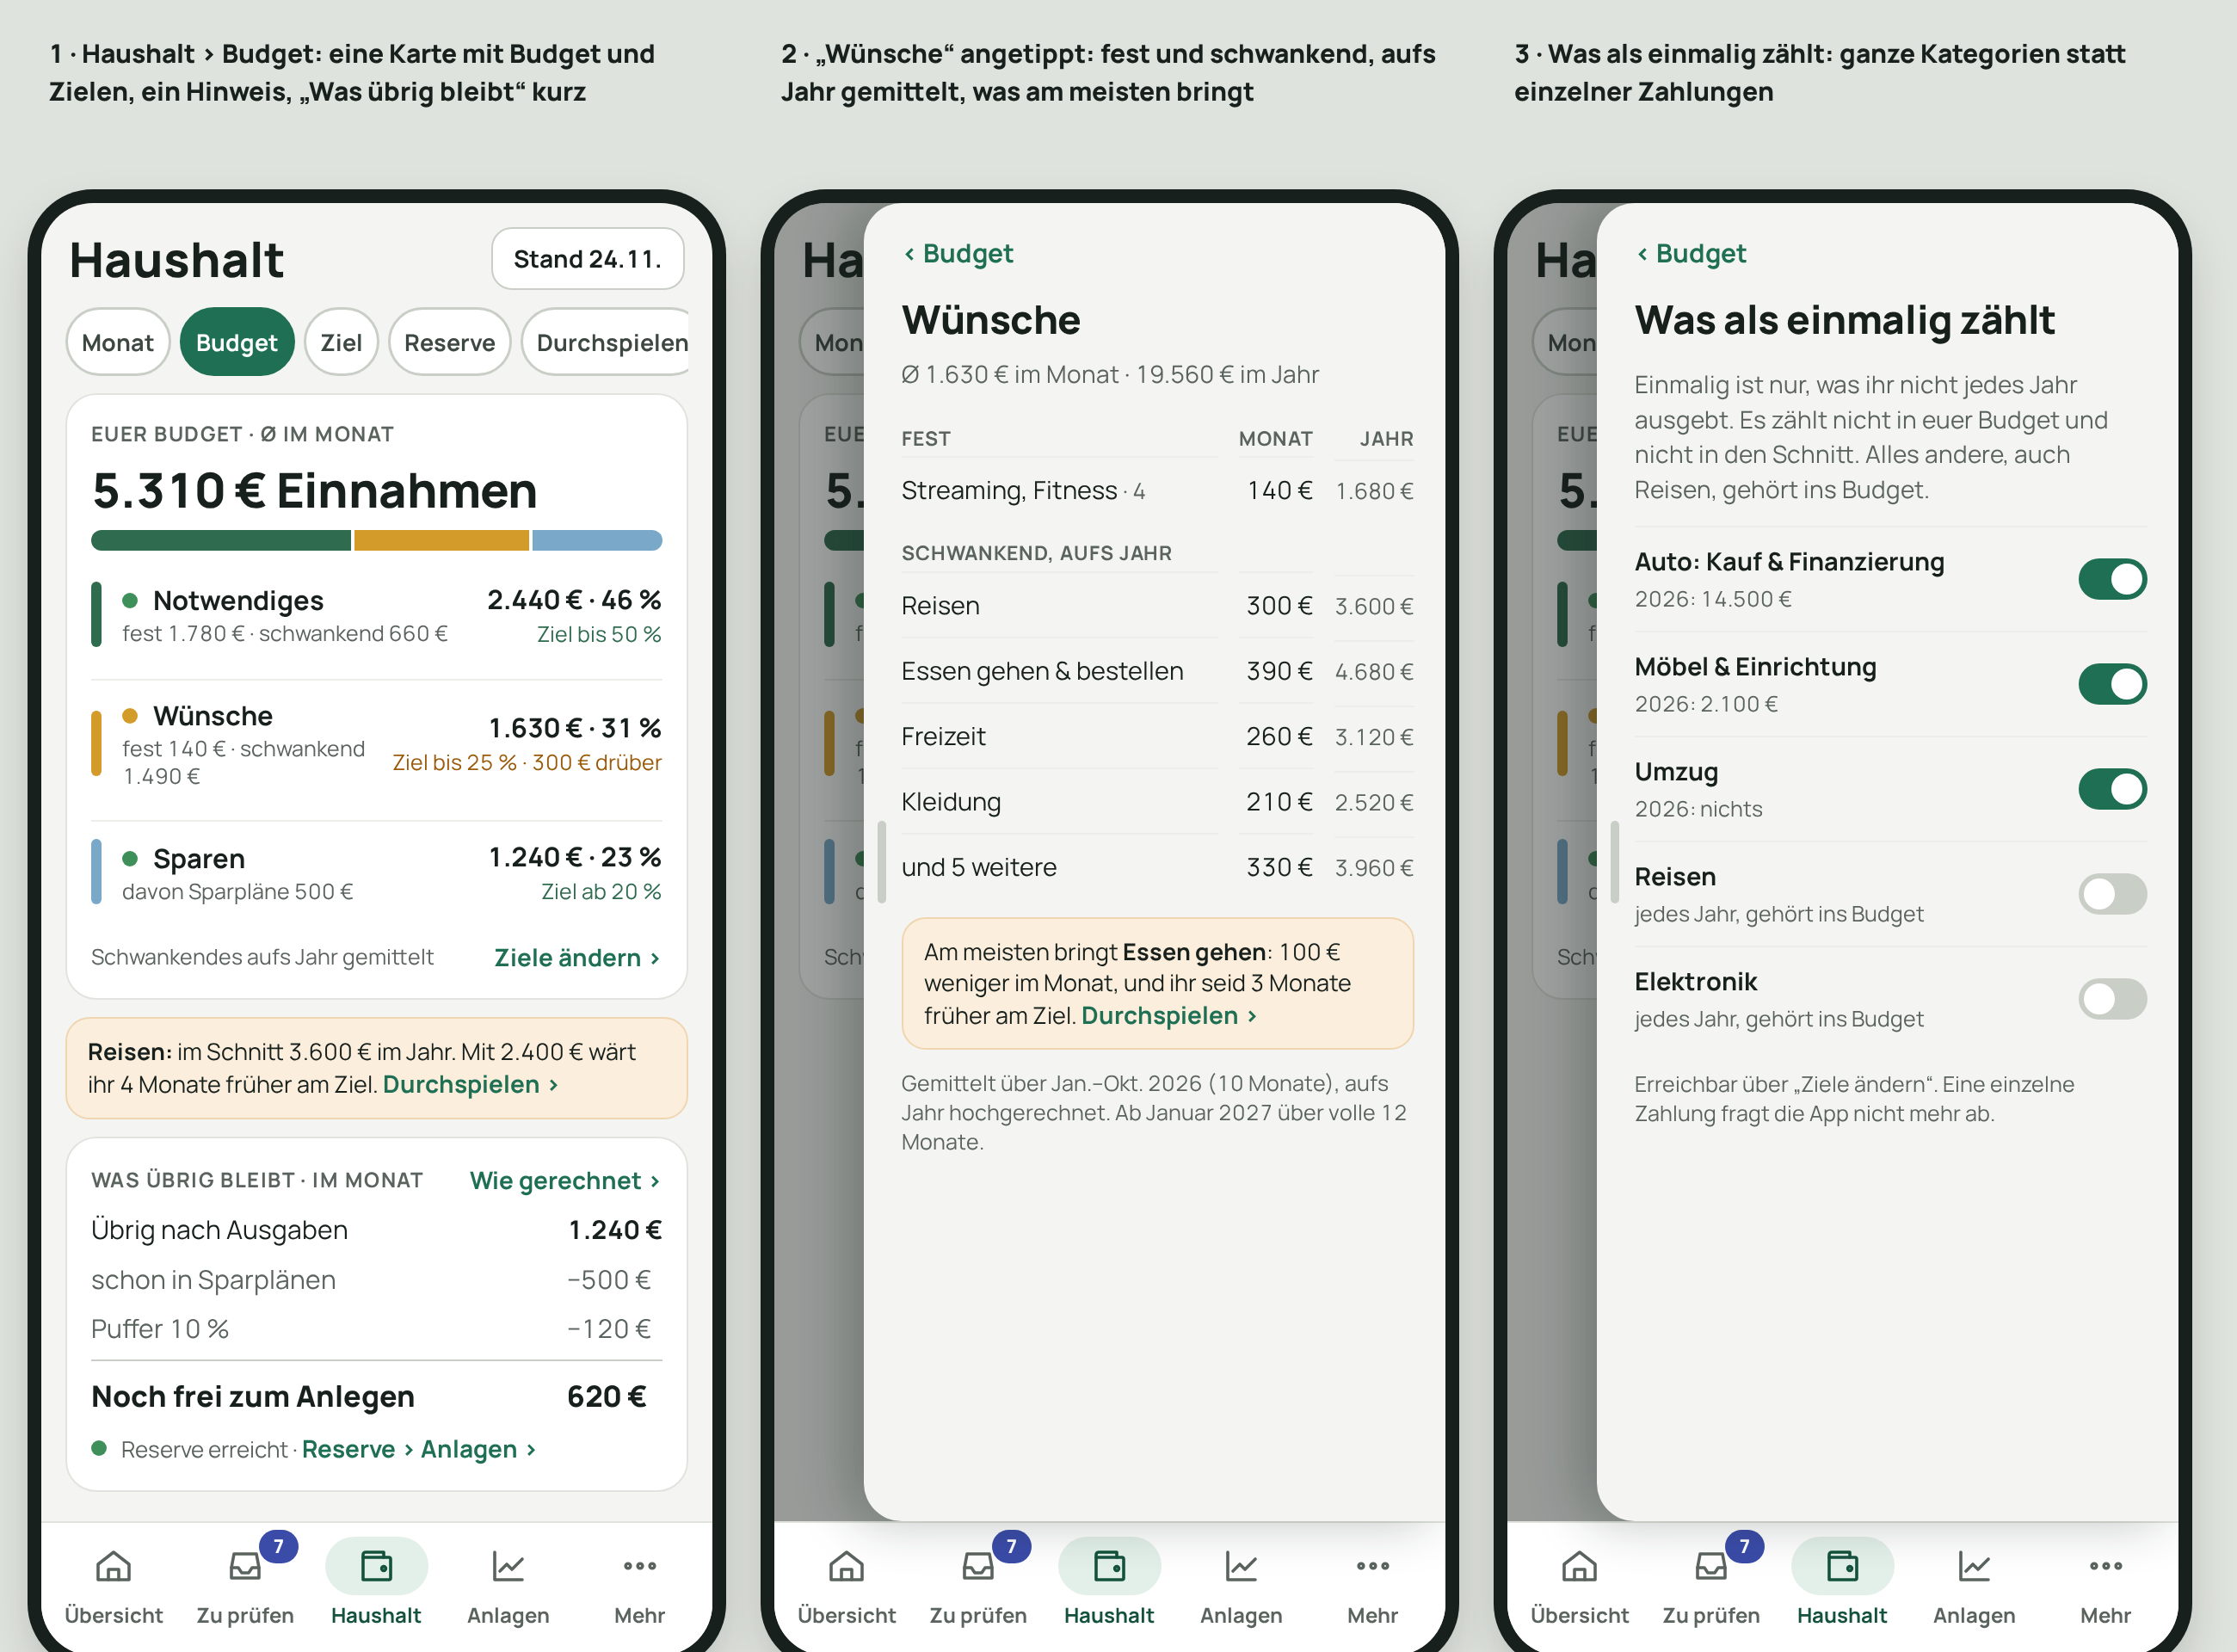 1 · Haushalt › Budget: eine Karte mit Budget und
Zielen, ein Hinweis, „Was übrig bleibt“ kurz
Haushalt
Stand 24.11.
Monat
Budget
Ziel
Reserve
Durchspielen
EUER BUDGET · Ø IM MONAT
5.310 € Einnahmen
Notwendiges
2.440 € · 46 %
fest 1.780 € · schwankend 660 €
Ziel bis 50 %
Wünsche
1.630 € · 31 %
fest 140 € · schwankend
1.490 €
Ziel bis 25 % · 300 € drüber
Sparen
1.240 € · 23 %
davon Sparpläne 500 €
Ziel ab 20 %
Schwankendes aufs Jahr gemittelt
Ziele ändern ›
Reisen: im Schnitt 3.600 € im Jahr. Mit 2.400 € wärt
ihr 4 Monate früher am Ziel. Durchspielen ›
WAS ÜBRIG BLEIBT · IM MONAT
Wie gerechnet ›
Übrig nach Ausgaben
1.240 €
schon in Sparplänen
−500 €
Puffer 10 %
−120 €
Noch frei zum Anlegen
620 €
Reserve erreicht · Reserve › Anlagen ›
7
Übersicht
Zu prüfen
Haushalt
Anlagen
Mehr
2 · „Wünsche“ angetippt: fest und schwankend, aufs
Jahr gemittelt, was am meisten bringt
Ha
Mon
EUE
5.
f
f
1
d
Sch
‹ Budget
Wünsche
Ø 1.630 € im Monat · 19.560 € im Jahr
FEST
MONAT
JAHR
Streaming, Fitness · 4
140 €
1.680 €
SCHWANKEND, AUFS JAHR
Reisen
300 €
3.600 €
Essen gehen & bestellen
390 €
4.680 €
Freizeit
260 €
3.120 €
Kleidung
210 €
2.520 €
und 5 weitere
330 €
3.960 €
Am meisten bringt Essen gehen: 100 €
weniger im Monat, und ihr seid 3 Monate
früher am Ziel. Durchspielen ›
Gemittelt über Jan.–Okt. 2026 (10 Monate), aufs
Jahr hochgerechnet. Ab Januar 2027 über volle 12
Monate.
7
Übersicht
Zu prüfen
Haushalt
Anlagen
Mehr
3 · Was als einmalig zählt: ganze Kategorien statt
einzelner Zahlungen
Ha
Mon
EUE
5.
f
f
1
d
Sch
‹ Budget
Was als einmalig zählt
Einmalig ist nur, was ihr nicht jedes Jahr
ausgebt. Es zählt nicht in euer Budget und
nicht in den Schnitt. Alles andere, auch
Reisen, gehört ins Budget.
Auto: Kauf & Finanzierung
2026: 14.500 €
Möbel & Einrichtung
2026: 2.100 €
Umzug
2026: nichts
Reisen
jedes Jahr, gehört ins Budget
Elektronik
jedes Jahr, gehört ins Budget
Erreichbar über „Ziele ändern“. Eine einzelne
Zahlung fragt die App nicht mehr ab.
7
Übersicht
Zu prüfen
Haushalt
Anlagen
Mehr